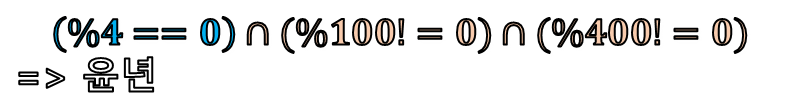 (%4 == 0) ∩ (%100! = 0) ∩ (%400! = 0)
=> 윤년